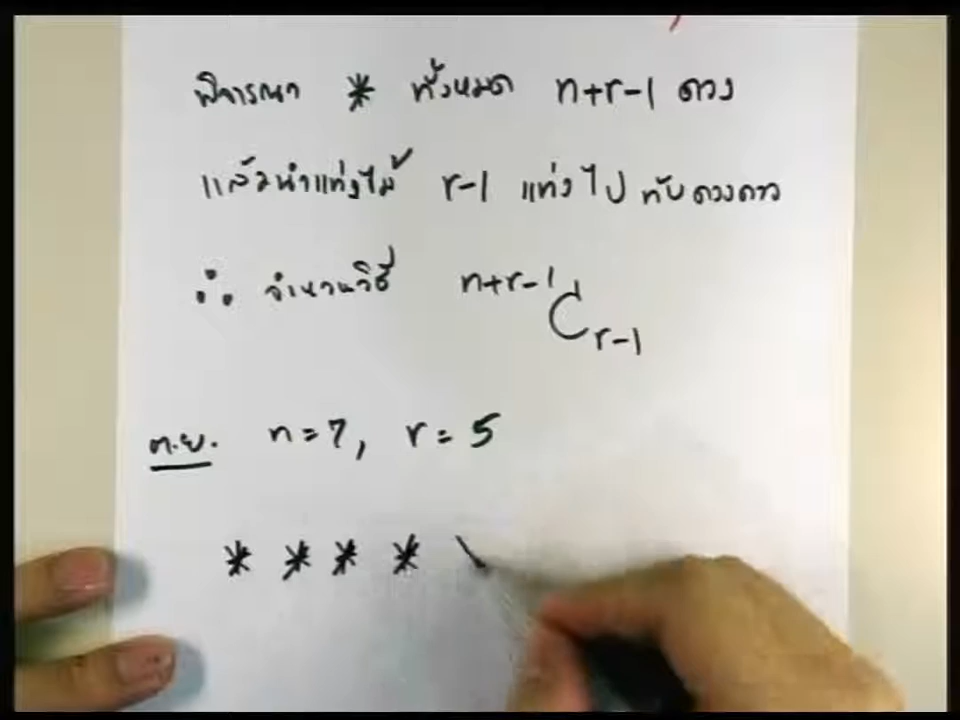 พิจารณา * ทั้งหมด n+r-1 ดวง
แล้วนำแท่งไม้ r-1 แท่งไป ทับดวงดาว
∴ จำนวนวิธี n+r-1Cr-1
ต.ย. n=7, r=5
* * * *